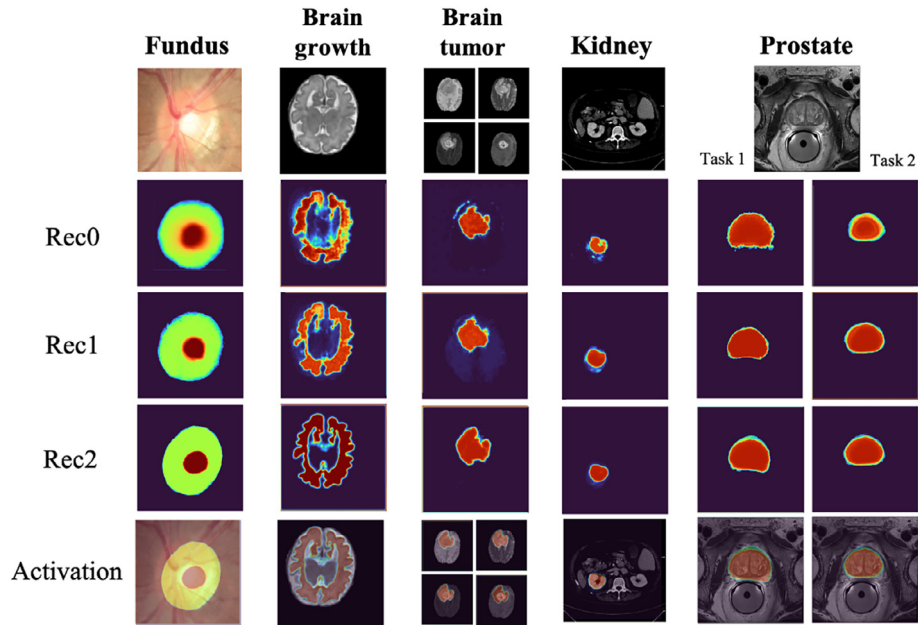 Fundus
Brain
growth
Brain
tumor
Kidney
Prostate
Task 1
Task 2
Rec0
Rec1
Rec2
Activation